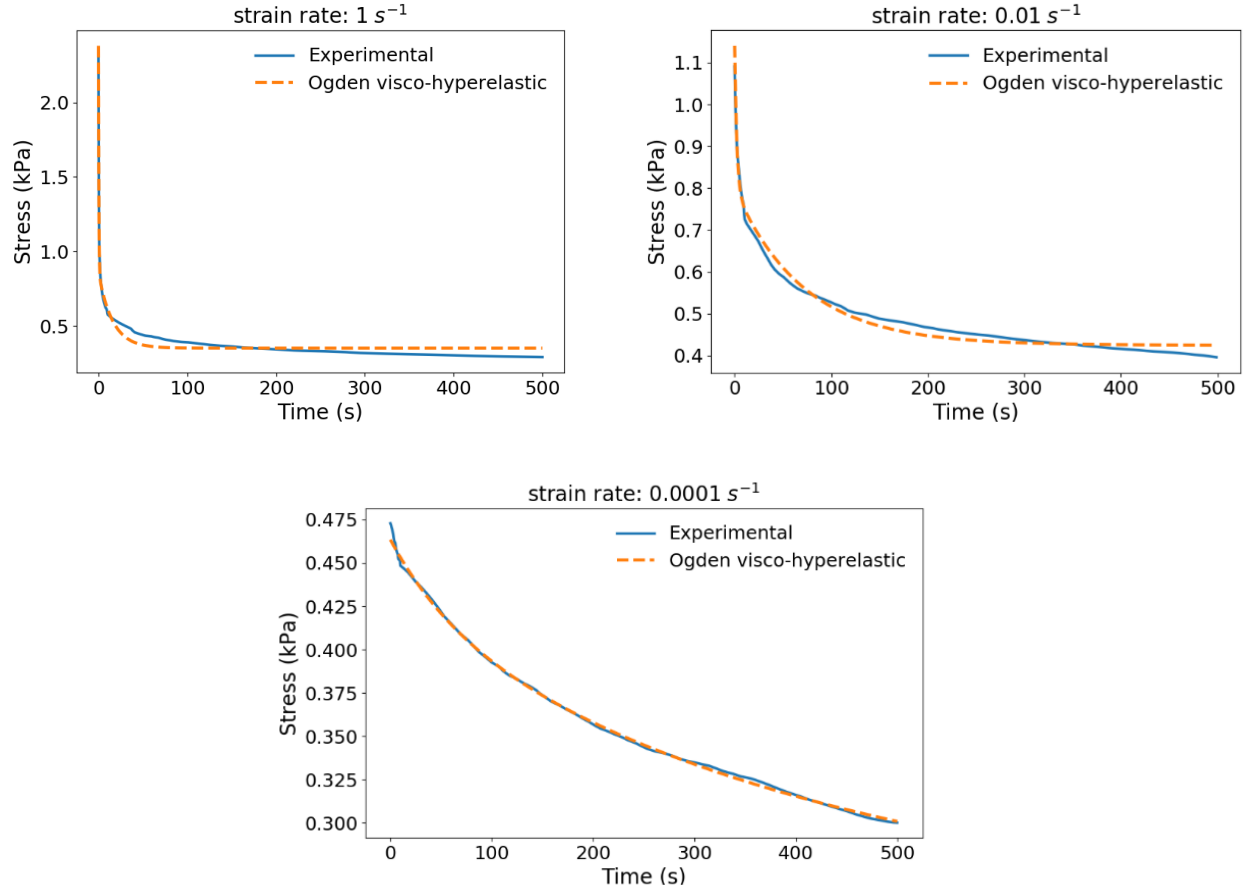 strain rate: 1 s⁻¹
Experimental
Ogden visco-hyperelastic
2.0
1.5
1.0
0.5
Stress (kPa)
0 100 200 300 400 500
Time (s)
strain rate: 0.01 s⁻¹
Experimental
Ogden visco-hyperelastic
1.1
1.0
0.9
0.8
0.7
0.6
0.5
0.4
Stress (kPa)
0 100 200 300 400 500
Time (s)
strain rate: 0.0001 s⁻¹
Experimental
Ogden visco-hyperelastic
0.475
0.450
0.425
0.400
0.375
0.350
0.325
0.300
Stress (kPa)
0 100 200 300 400 500
Time (s)